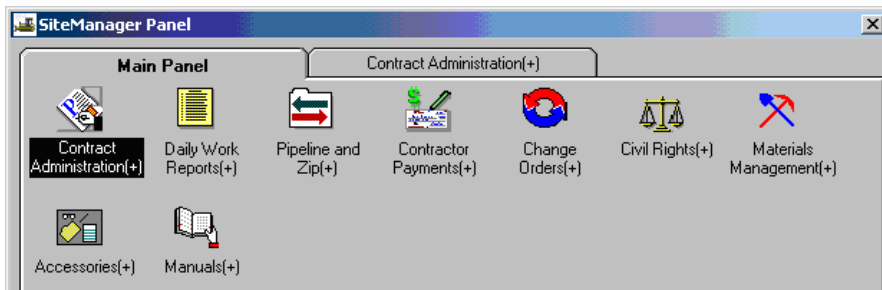 SiteManager Panel
Main Panel
Contract Administration(+)
Contract Administration(+)
Daily Work Reports(+)
Pipeline and Zip(+)
Contractor Payments(+)
Change Orders(+)
Civil Rights(+)
Materials Management(+)
Accessories(+)
Manuals(+)